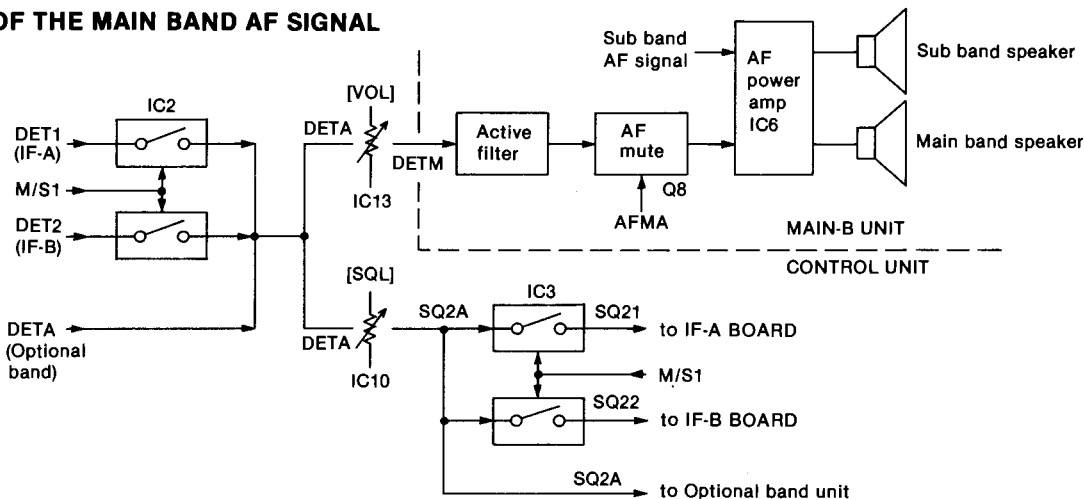 OF THE MAIN BAND AF SIGNAL
Sub band
AF signal
AF
power
amp
IC6
Sub band speaker
Main band speaker
IC2
[VOL]
DET1
(IF-A)
DETA
DETM
Active
filter
AF
mute
M/S1
IC13
Q8
DET2
(IF-B)
AFMA
MAIN-B UNIT
CONTROL UNIT
[SQL]
IC3
DETA
(Optional
band)
DETA
IC10
SQ2A
SQ21
to IF-A BOARD
M/S1
SQ22
to IF-B BOARD
SQ2A
to Optional band unit